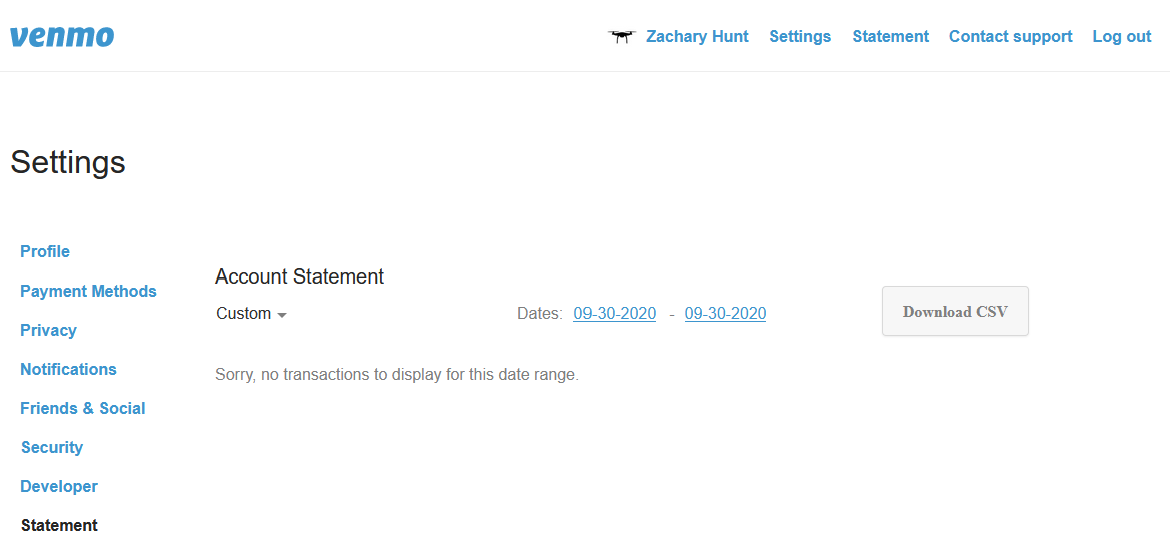 venmo
Zachary Hunt Settings Statement Contact support Log out
Settings
Profile
Payment Methods
Privacy
Notifications
Friends & Social
Security
Developer
Statement
Account Statement
Custom Dates: 09-30-2020 - 09-30-2020 Download CSV
Sorry, no transactions to display for this date range.